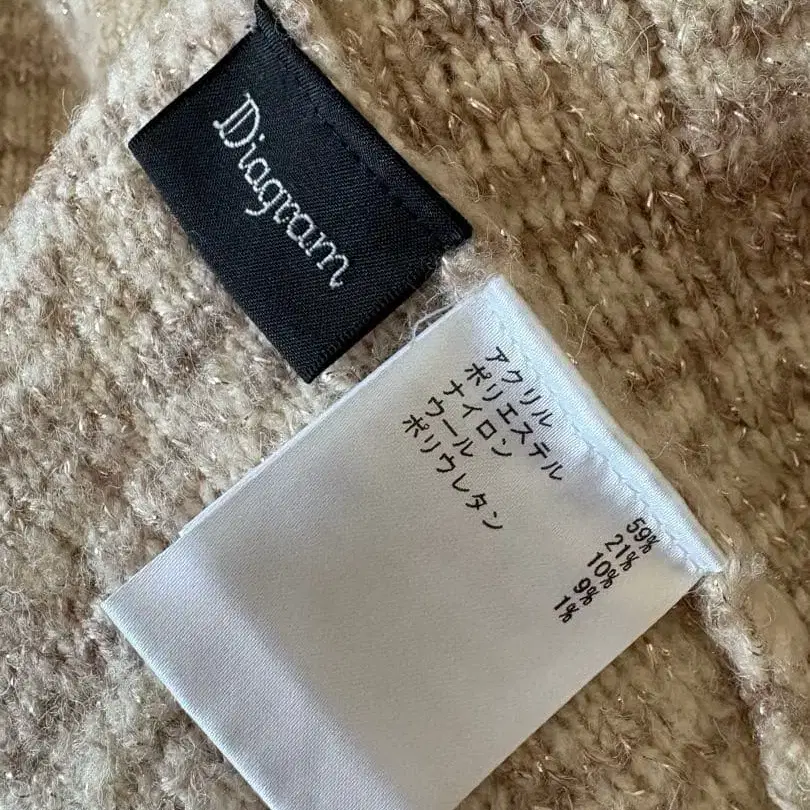 Diagram
アクリル 59%
ポリエステル 21%
ナイロン 10%
ウール 9%
ポリウレタン 1%